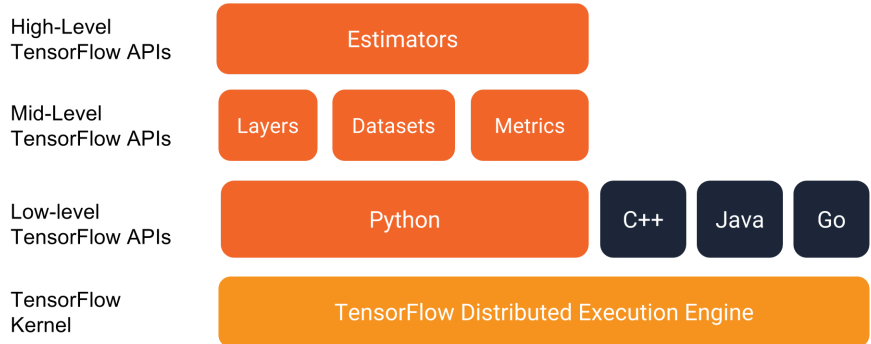 High-Level
TensorFlow APIs
Estimators
Mid-Level
TensorFlow APIs
Layers
Datasets
Metrics
Low-level
TensorFlow APIs
Python
C++
Java
Go
TensorFlow
Kernel
TensorFlow Distributed Execution Engine